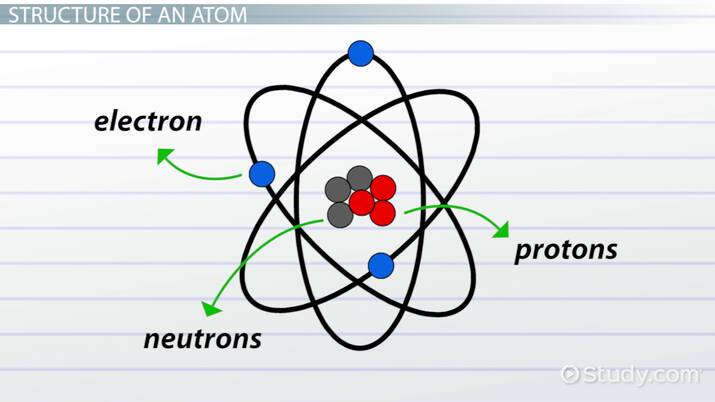 STRUCTURE OF AN ATOM
electron
protons
neutrons
Study.com